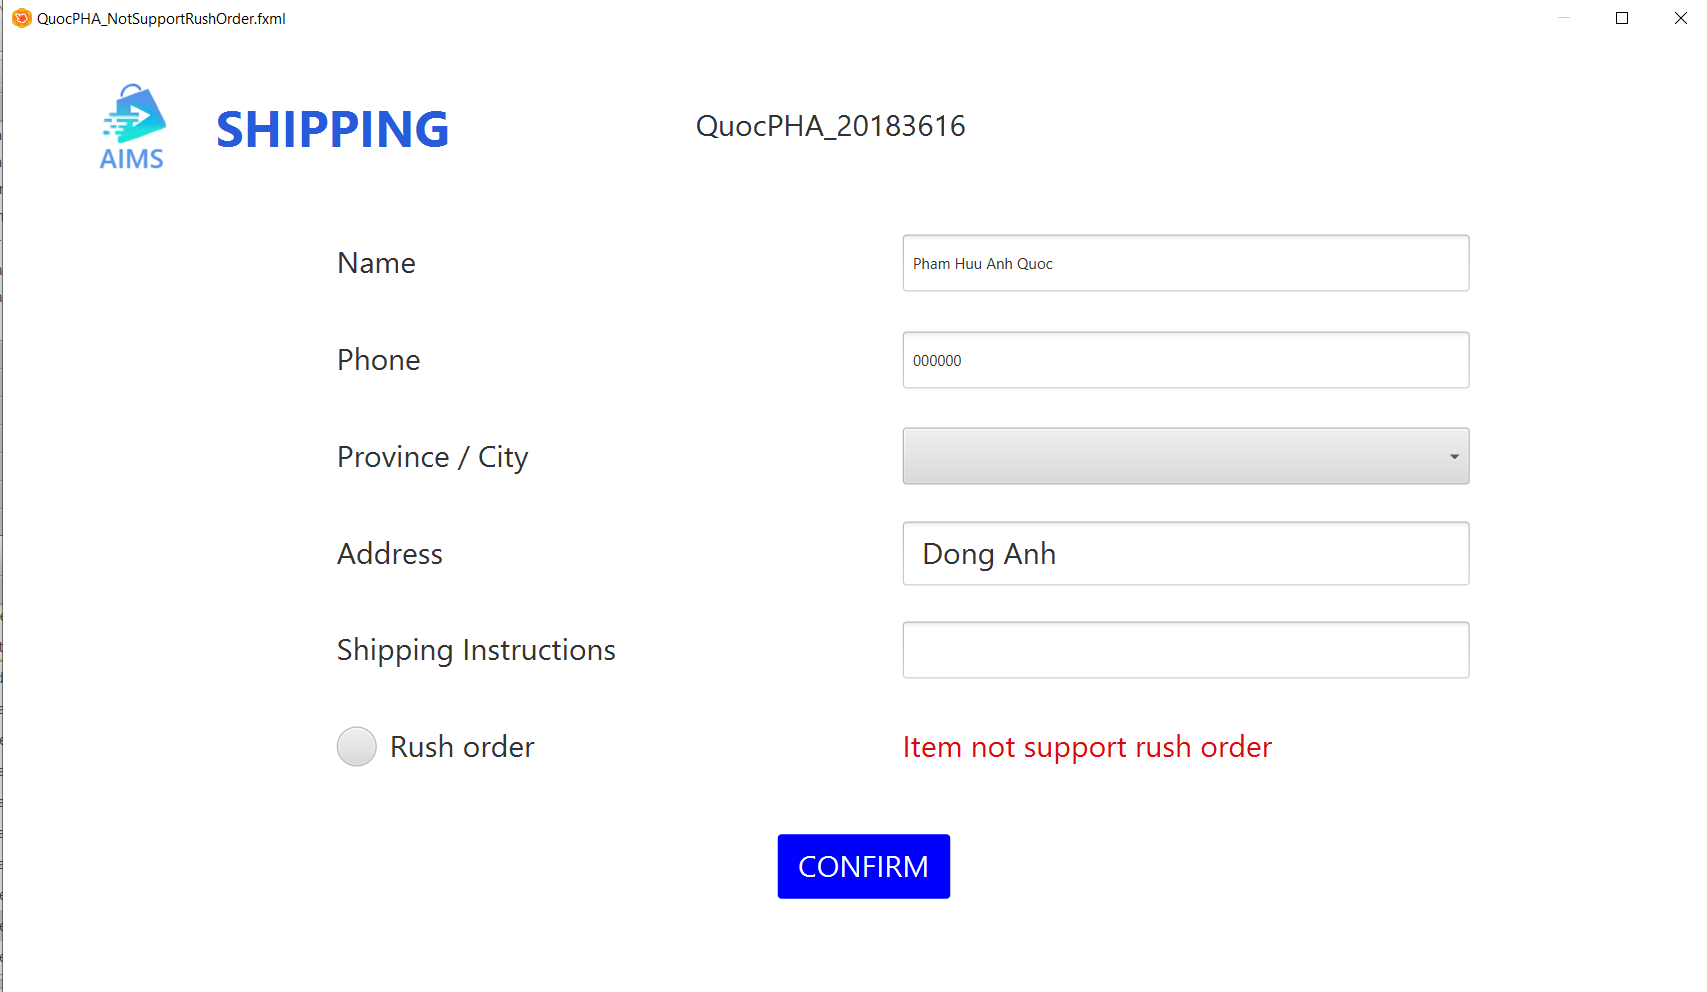 QuocPHA_NotSupportRushOrder.fxml
AIMS
SHIPPING
QuocPHA_20183616
Name
Pham Huu Anh Quoc
Phone
000000
Province / City
Address
Dong Anh
Shipping Instructions
Rush order
Item not support rush order
CONFIRM